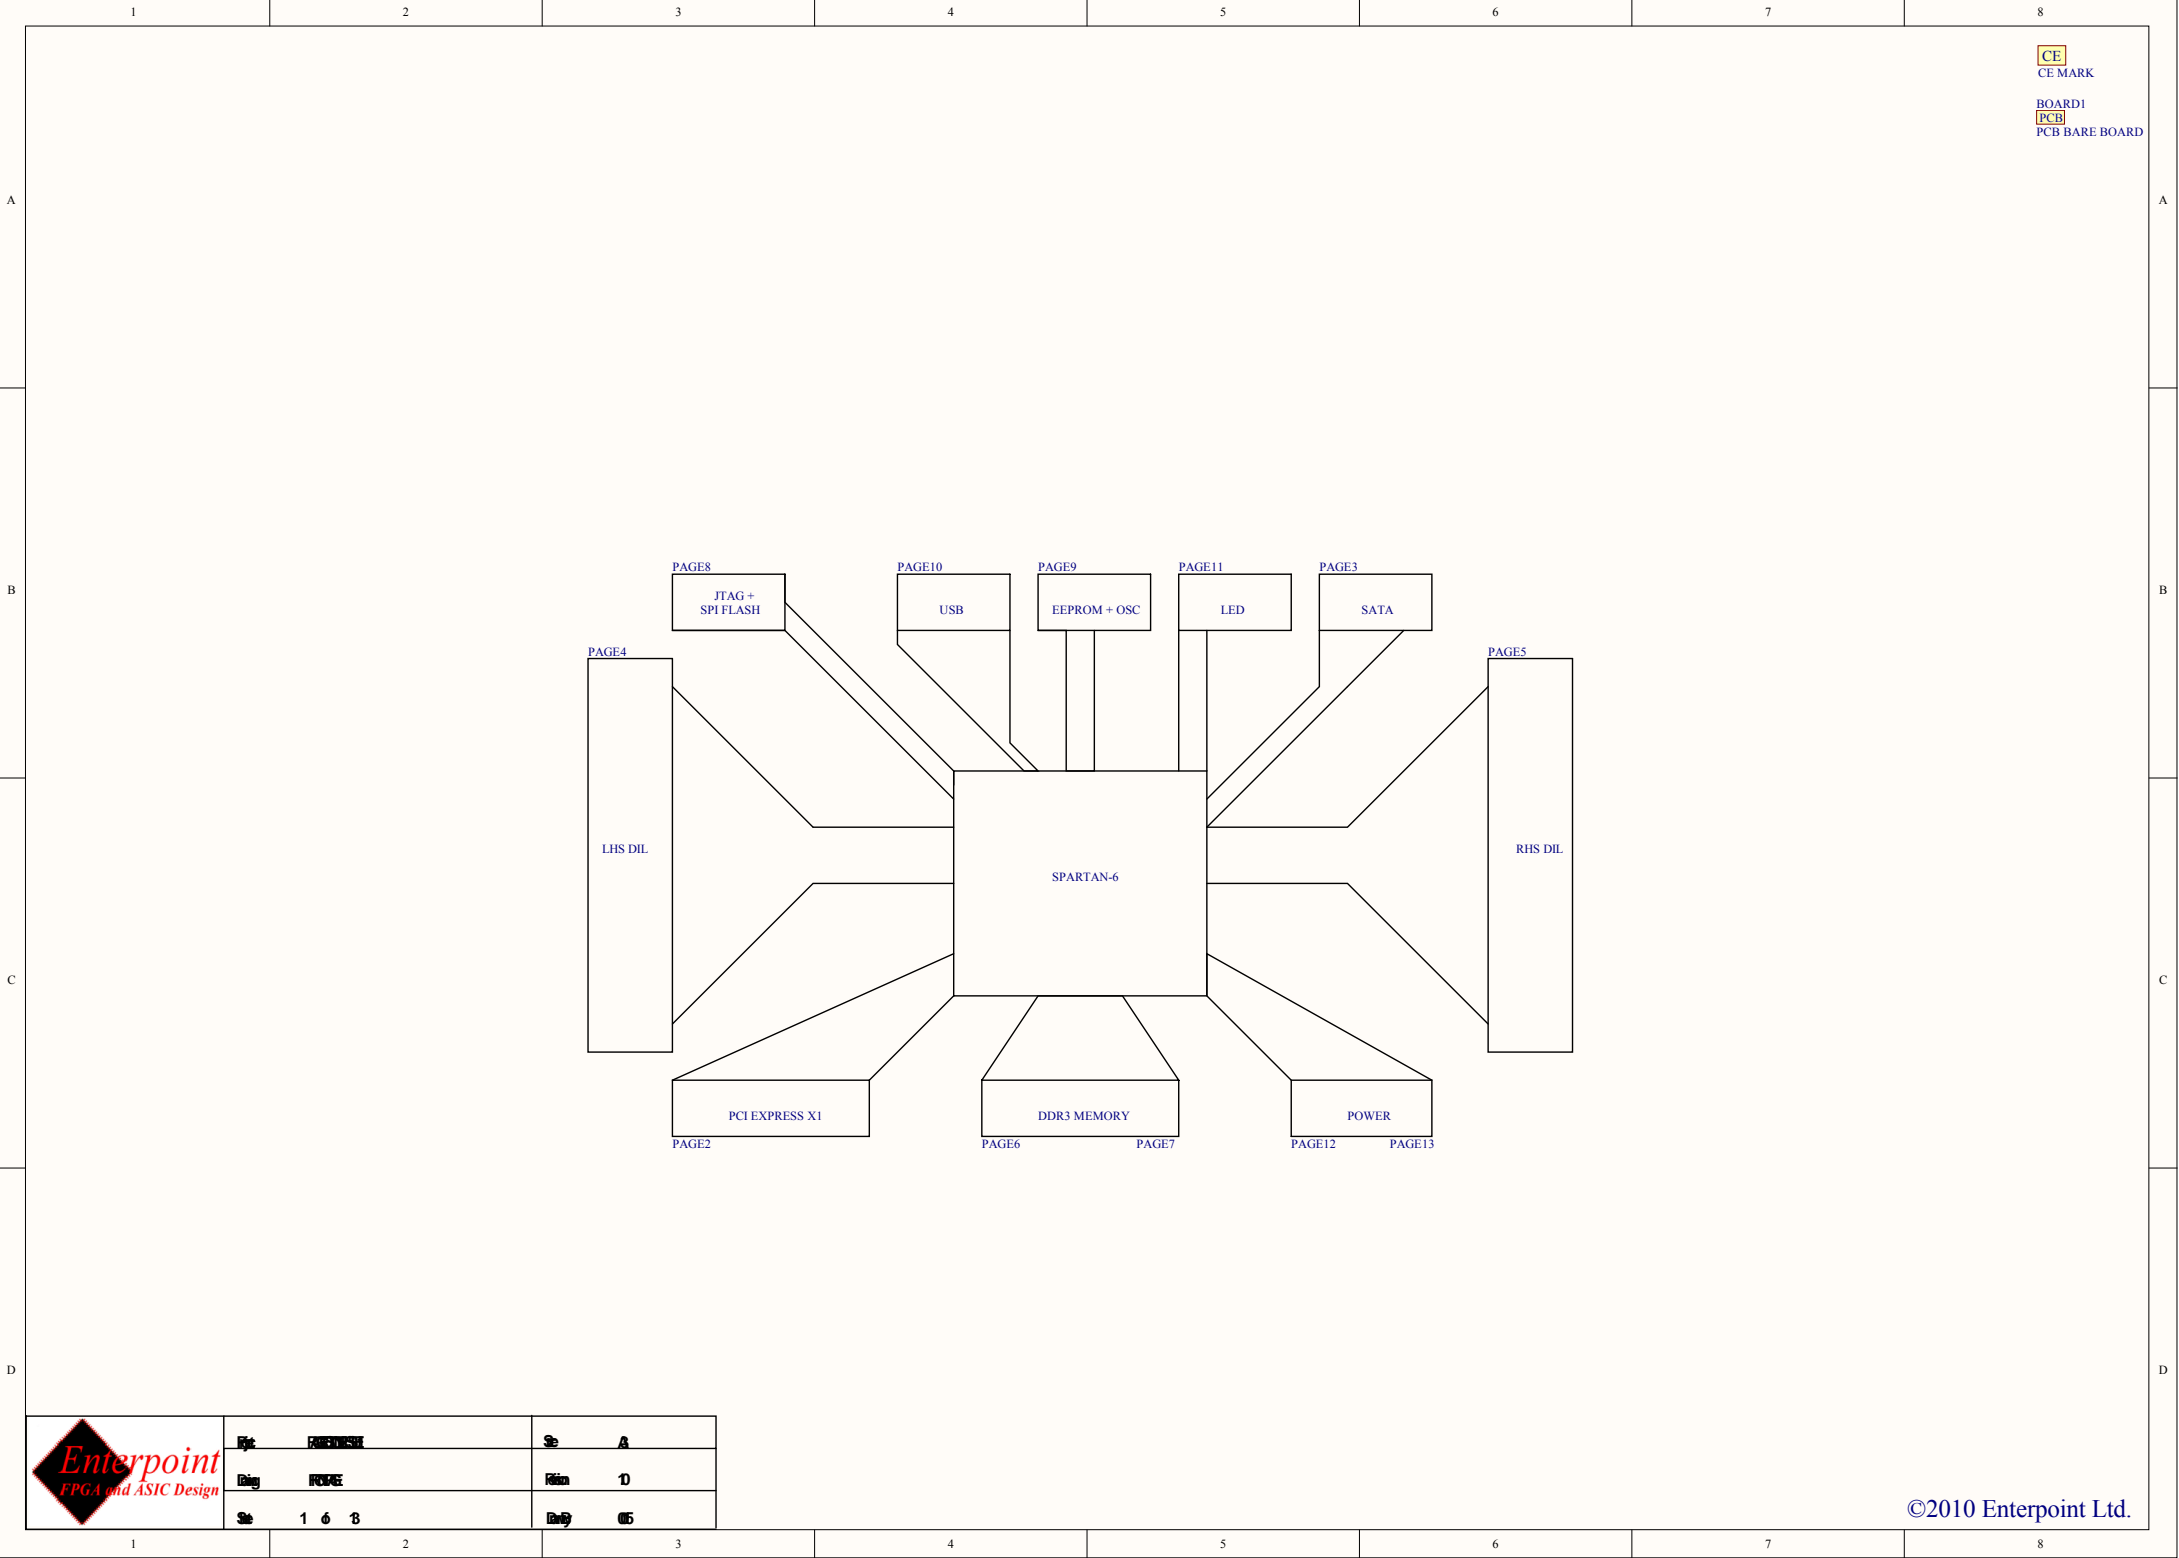 1 2 3 4 5 6 7 8
CE
CE MARK
BOARD1
PCB
PCB BARE BOARD
A A
PAGE8 PAGE10 PAGE9 PAGE11 PAGE3
JTAG +
SPI FLASH
USB
EEPROM + OSC
LED
SATA
B B
PAGE4 PAGE5
LHS DIL
RHS DIL
SPARTAN-6
C C
PCI EXPRESS X1
DDR3 MEMORY
POWER
PAGE2 PAGE6 PAGE7 PAGE12 PAGE13
D D
Enterpoint
FPGA and ASIC Design
©2010 Enterpoint Ltd.
1 2 3 4 5 6 7 8